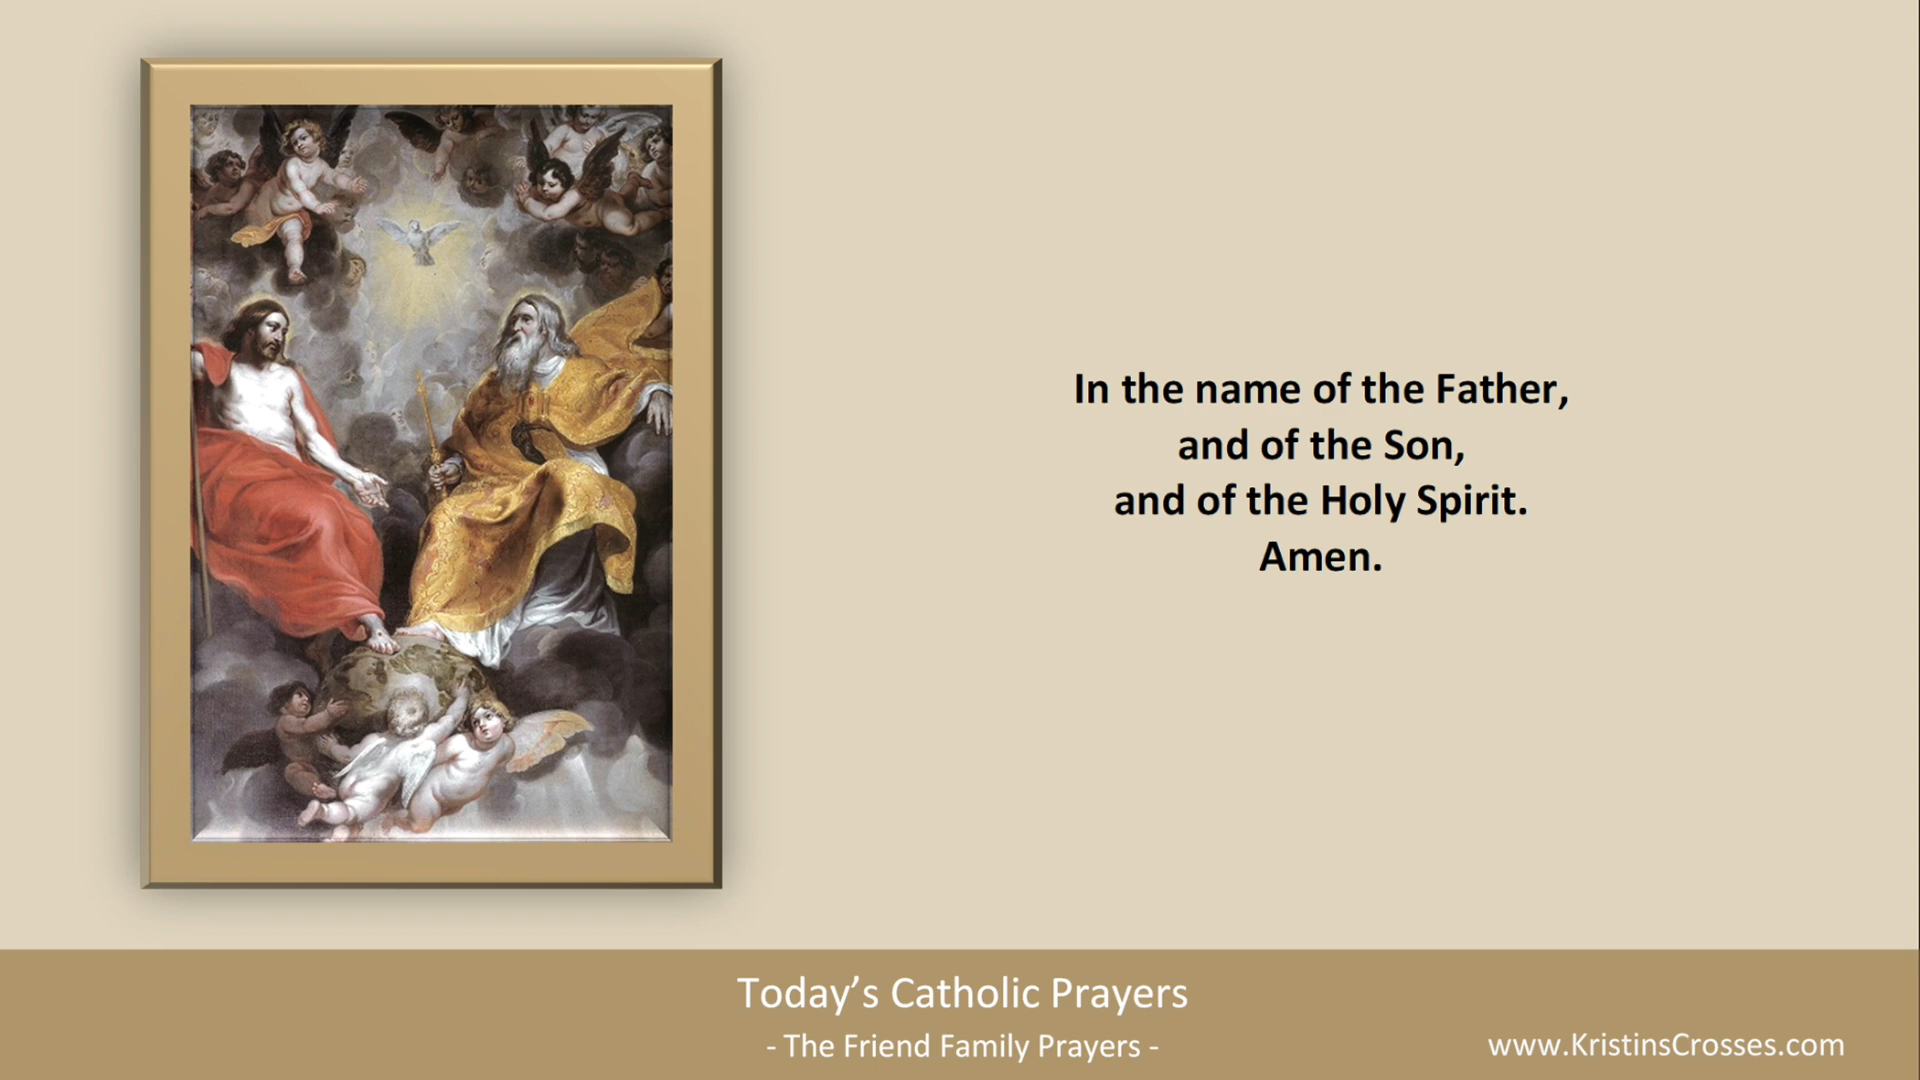 In the name of the Father,
and of the Son,
and of the Holy Spirit.
Amen.
Today’s Catholic Prayers
- The Friend Family Prayers -
www.KristinsCrosses.com